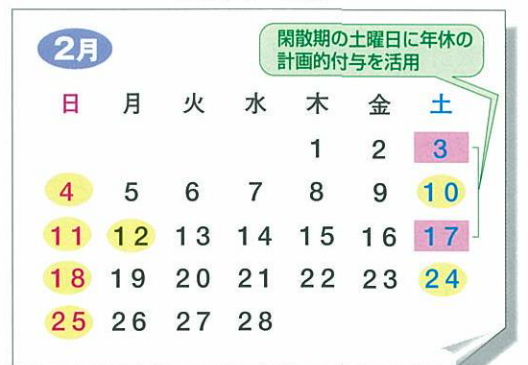 2月
閑散期の土曜日に年休の
計画的付与を活用
日 月 火 水 木 金 土
1 2 3
4 5 6 7 8 9 10
11 12 13 14 15 16 17
18 19 20 21 22 23 24
25 26 27 28